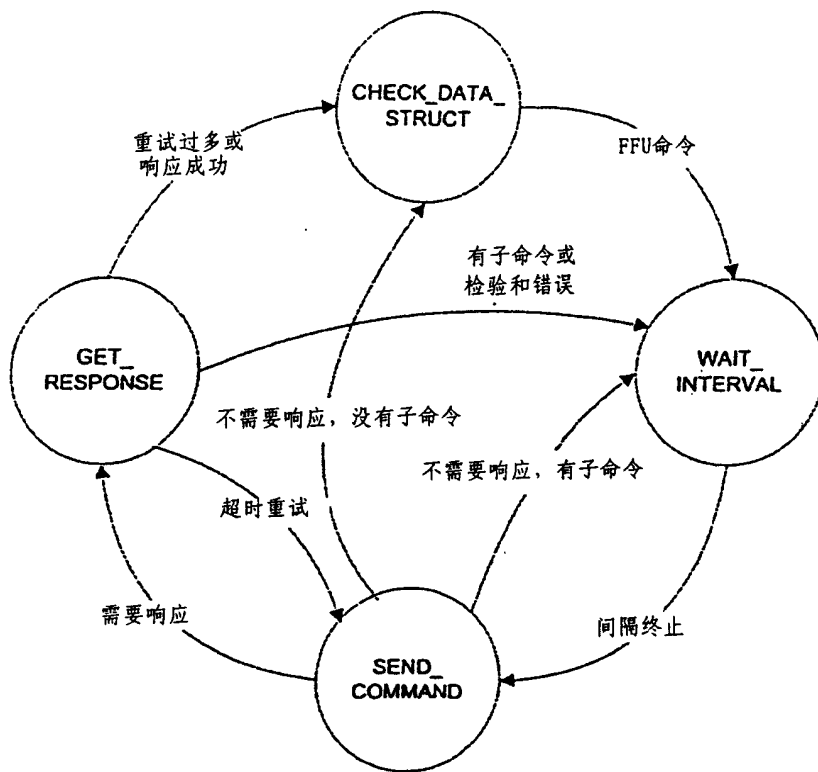 CHECK_DATA_
STRUCT
重试过多或
响应成功
FFU命令
有子命令或
检验和错误
GET_
RESPONSE
WAIT_
INTERVAL
不需要响应，没有子命令
不需要响应，有子命令
超时重试
需要响应
间隔终止
SEND_
COMMAND